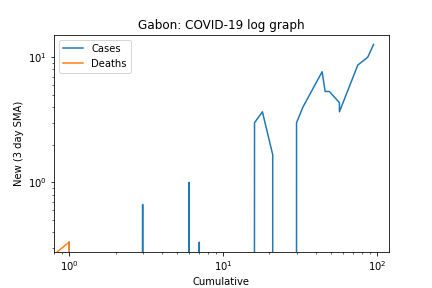 Gabon: COVID-19 log graph
Cases
Deaths
New (3 day SMA)
10¹
10⁰
10⁰
10¹
10²
Cumulative